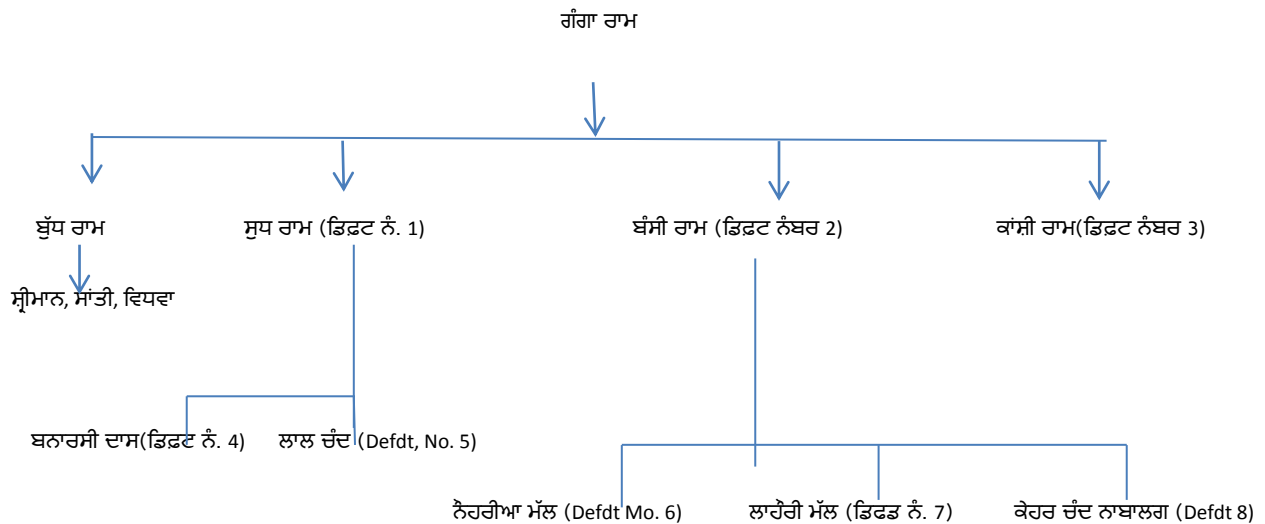 ਗੰਗਾ ਰਾਮ
ਬੁੱਧ ਰਾਮ ਸੁਧ ਰਾਮ (ਡਿਫ਼ਟ ਨੰ. 1) ਬੰਸੀ ਰਾਮ (ਡਿਫ਼ਟ ਨੰਬਰ 2) ਕਾਂਸ਼ੀ ਰਾਮ(ਡਿਫ਼ਟ ਨੰਬਰ 3)
ਸ਼੍ਰੀਮਾਨ, ਸਾਂਤੀ, ਵਿਧਵਾ
ਬਨਾਰਸੀ ਦਾਸ(ਡਿਫ਼ਟ ਨੰ. 4) ਲਾਲ ਚੰਦ (Defdt, No. 5)
ਨੋਹਰੀਆ ਮੱਲ (Defdt Mo. 6) ਲਾਹੌਰੀ ਮੱਲ (ਡਿਫਡ ਨੰ. 7) ਕੇਹਰ ਚੰਦ ਨਾਬਾਲਗ (Defdt 8)